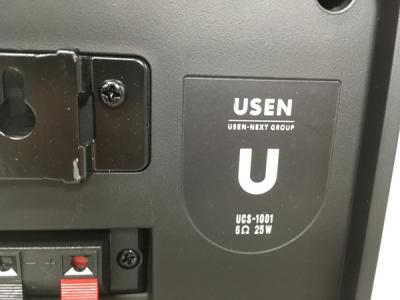 USEN
USEN-NEXT GROUP
U
UCS-1001
6Ω 25W
- +